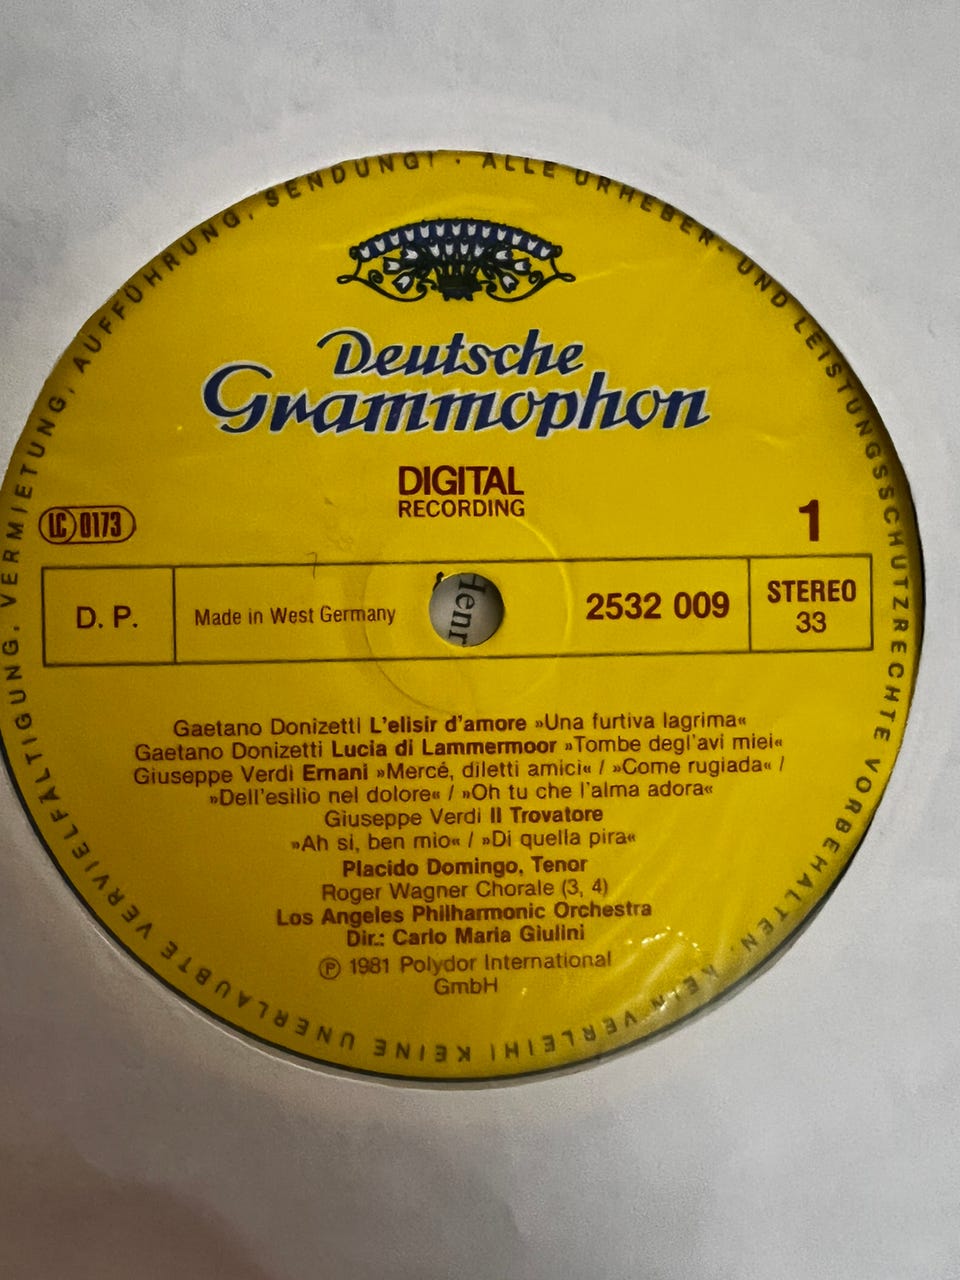 ALLE URHEBER- UND LEISTUNGSSCHUTZRECHTE VORBEHALTEN, KEIN VERLEIH! KEINE UNERLAUBTE VERVIELFÄLTIGUNG, VERMIETUNG, AUFFÜHRUNG, SENDUNG! ·
Deutsche
Grammophon
DIGITAL
RECORDING
LC 0173
1
D. P.
Made in West Germany
Henr
2532 009
STEREO
33
Gaetano Donizetti L'elisir d'amore »Una furtiva lagrima«
Gaetano Donizetti Lucia di Lammermoor »Tombe degl'avi miei«
Giuseppe Verdi Ernani »Mercé, diletti amici« / »Come rugiada« /
»Dell'esilio nel dolore« / »Oh tu che l'alma adora«
Giuseppe Verdi Il Trovatore
»Ah si, ben mio« / »Di quella pira«
Placido Domingo, Tenor
Roger Wagner Chorale (3, 4)
Los Angeles Philharmonic Orchestra
Dir.: Carlo Maria Giulini
Ⓟ 1981 Polydor International
GmbH